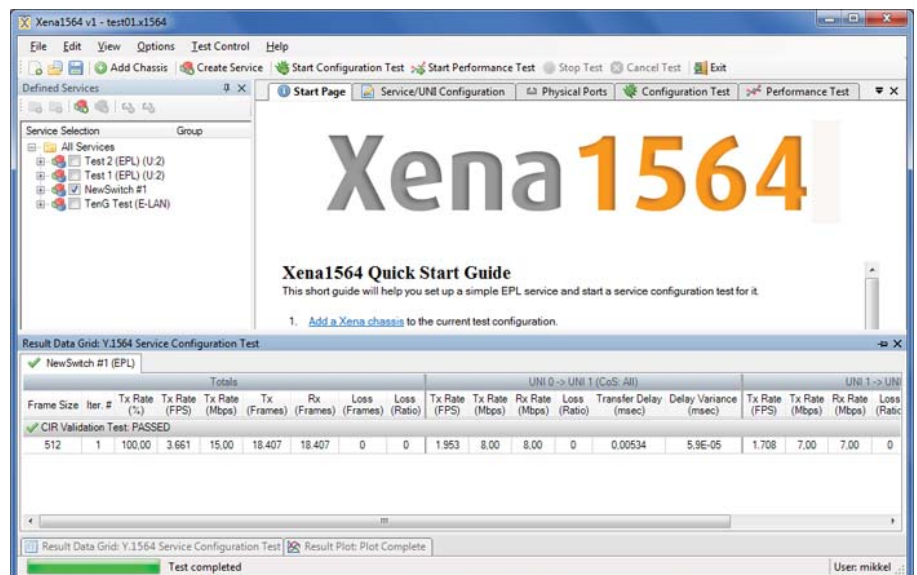 Xena1564 v1 - test01.x1564
File Edit View Options Test Control Help
Add Chassis Create Service Start Configuration Test Start Performance Test Stop Test Cancel Test Exit
Defined Services
Start Page Service/UNI Configuration Physical Ports Configuration Test Performance Test
Service Selection Group
All Services
Test 2 (EPL) (U:2)
Test 1 (EPL) (U:2)
NewSwitch #1
TenG Test (E-LAN)
Xena1564
Xena1564 Quick Start Guide
This short guide will help you set up a simple EPL service and start a service configuration test for it.
1. Add a Xena chassis to the current test configuration.
Result Data Grid: Y.1564 Service Configuration Test
NewSwitch #1 (EPL)
Totals UNI 0 -> UNI 1 (CoS: All) UNI 1 -> UNI
Frame Size Iter. # Tx Rate (%) Tx Rate (FPS) Tx Rate (Mbps) Tx (Frames) Rx (Frames) Loss (Frames) Loss (Ratio) Tx Rate (FPS) Tx Rate (Mbps) Rx Rate (Mbps) Loss (Ratio) Transfer Delay (msec) Delay Variance (msec) Tx Rate (FPS) Tx Rate (Mbps) Rx Rate (Mbps) Loss (Ratio
CIR Validation Test: PASSED
512 1 100,00 3.661 15,00 18.407 18.407 0 0 1.953 8,00 8,00 0 0.00534 5.9E-05 1.708 7,00 7,00 0
Result Data Grid: Y.1564 Service Configuration Test Result Plot: Plot Complete
Test completed User: mikkel